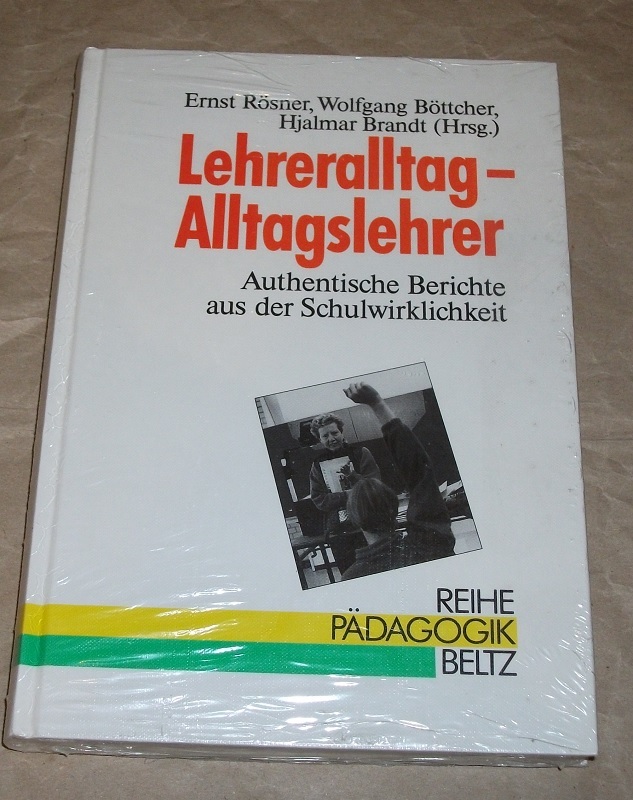 Ernst Rösner, Wolfgang Böttcher,
Hjalmar Brandt (Hrsg.)
Lehreralltag –
Alltagslehrer
Authentische Berichte
aus der Schulwirklichkeit
REIHE
PÄDAGOGIK
BELTZ